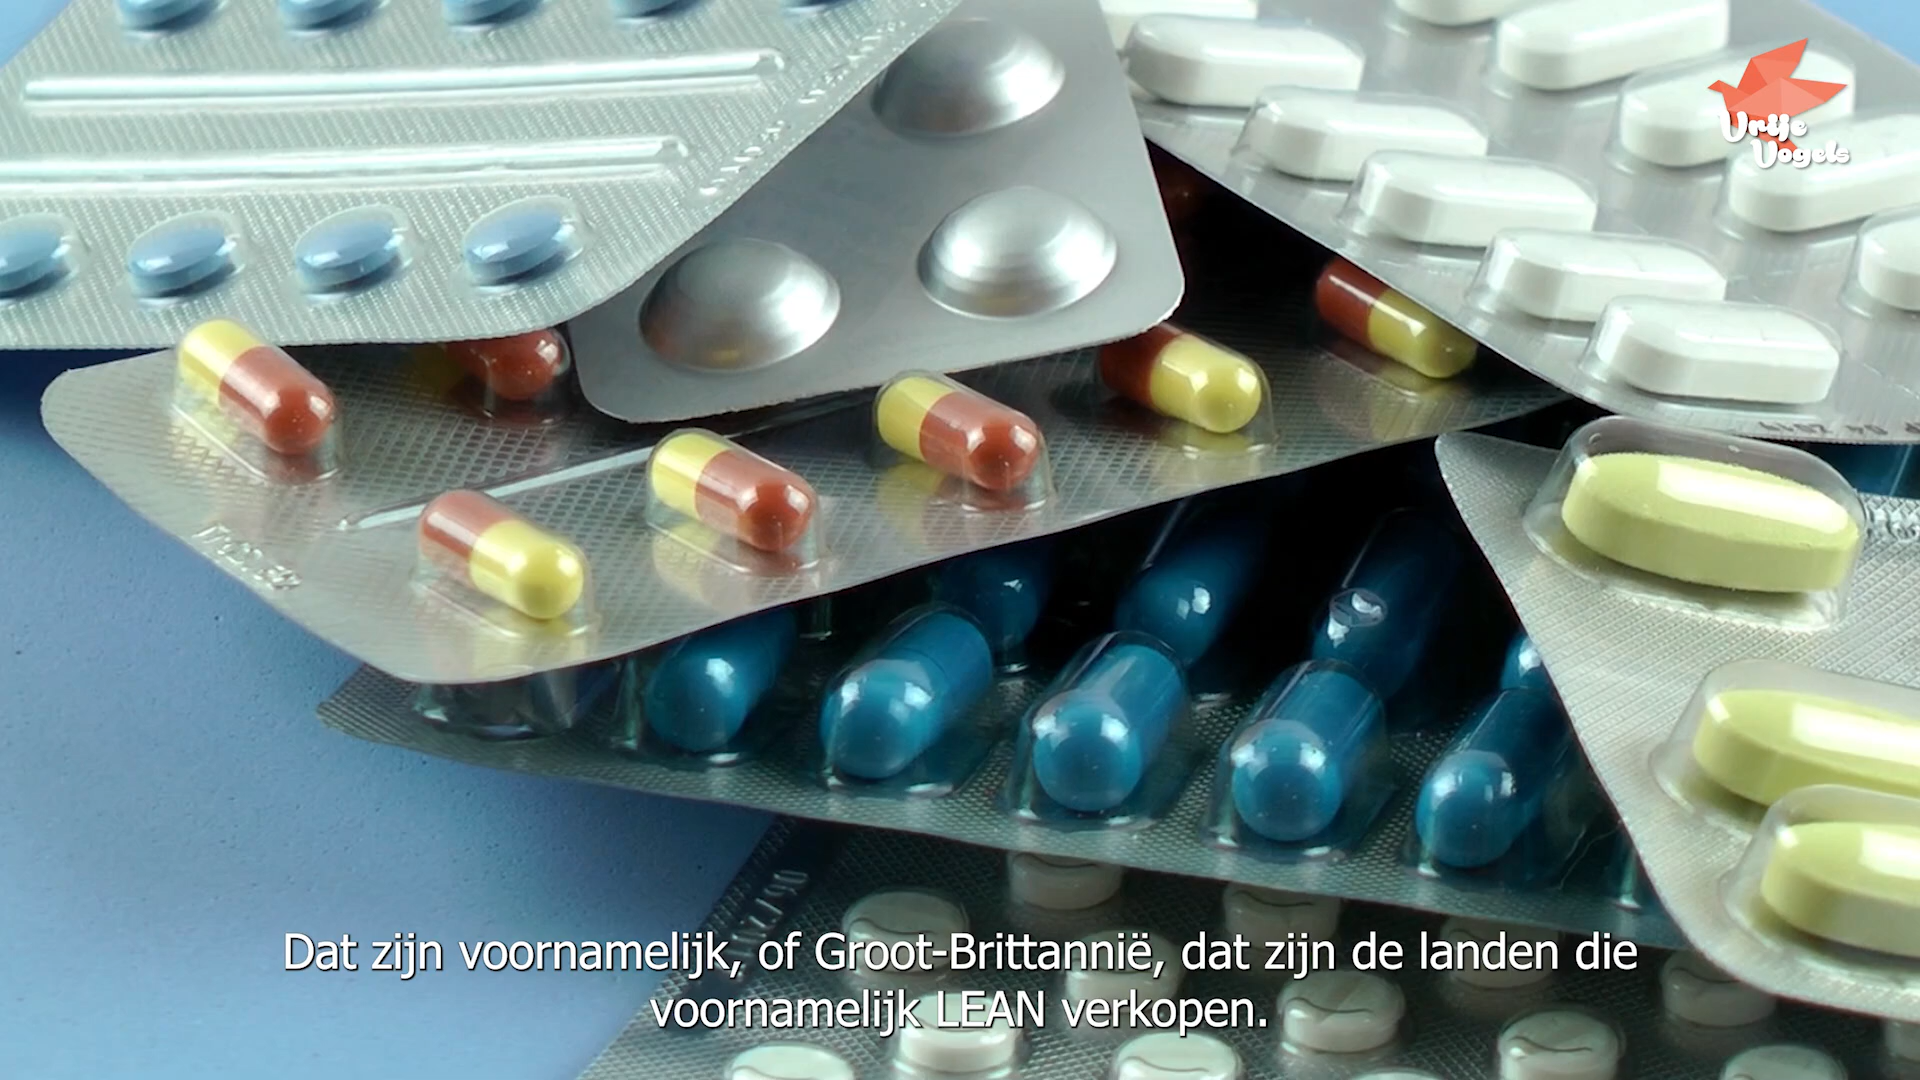 Vrije
Vogels
Dat zijn voornamelijk, of Groot-Brittannië, dat zijn de landen die
voornamelijk LEAN verkopen.